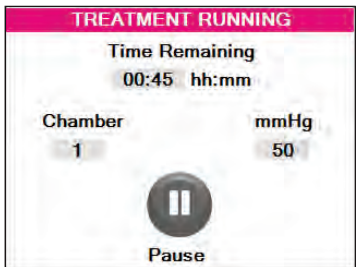 TREATMENT RUNNING
Time Remaining
00:45 hh:mm
Chamber mmHg
1 50
Pause